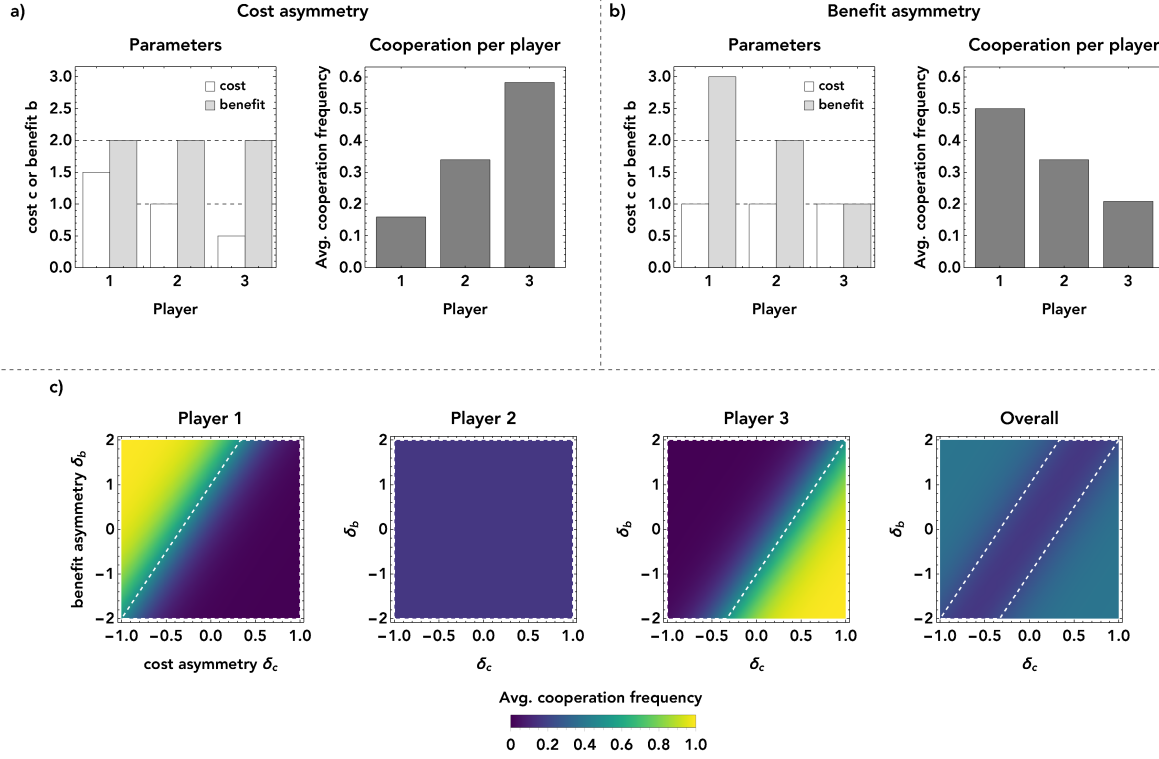 a)
Cost asymmetry
Parameters
cost c or benefit b
3.0
2.5
2.0
1.5
1.0
0.5
0.0
cost
benefit
1 2 3
Player
Cooperation per player
Avg. cooperation frequency
0.6
0.5
0.4
0.3
0.2
0.1
0.0
1 2 3
Player
b)
Benefit asymmetry
Parameters
cost c or benefit b
3.0
2.5
2.0
1.5
1.0
0.5
0.0
cost
benefit
1 2 3
Player
Cooperation per player
Avg. cooperation frequency
0.6
0.5
0.4
0.3
0.2
0.1
0.0
1 2 3
Player
c)
Player 1
benefit asymmetry δb
2
1
0
−1
−2
−1.0 −0.5 0.0 0.5 1.0
cost asymmetry δc
Player 2
δb
2
1
0
−1
−2
−1.0 −0.5 0.0 0.5 1.0
δc
Player 3
δb
2
1
0
−1
−2
−1.0 −0.5 0.0 0.5 1.0
δc
Overall
δb
2
1
0
−1
−2
−1.0 −0.5 0.0 0.5 1.0
δc
Avg. cooperation frequency
0 0.2 0.4 0.6 0.8 1.0